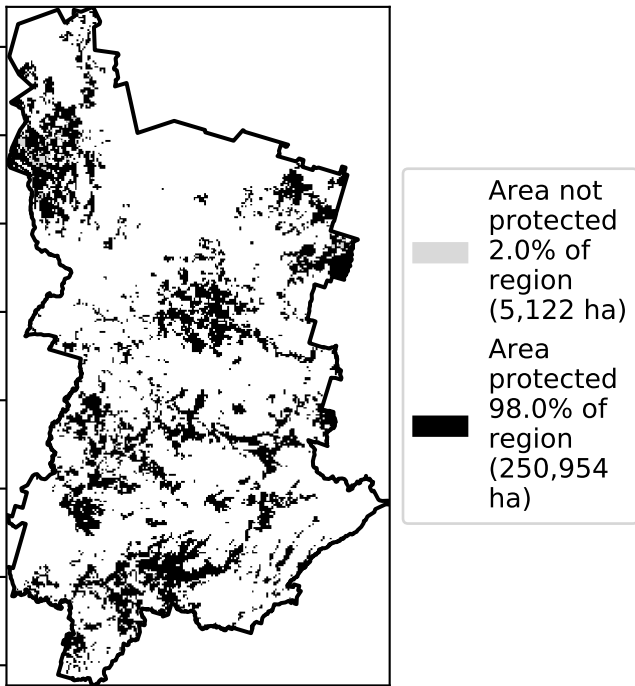 Area not
protected
2.0% of
region
(5,122 ha)
Area
protected
98.0% of
region
(250,954
ha)